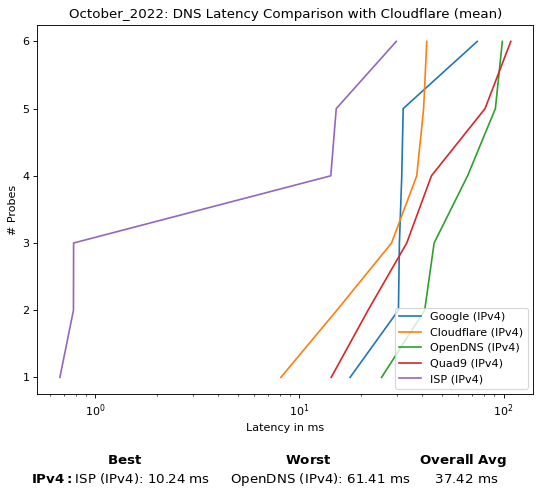 October_2022: DNS Latency Comparison with Cloudflare (mean)
6
5
4
3
2
1
# Probes
10⁰
10¹
10²
Latency in ms
Google (IPv4)
Cloudflare (IPv4)
OpenDNS (IPv4)
Quad9 (IPv4)
ISP (IPv4)
Best Worst Overall Avg
IPv4: ISP (IPv4): 10.24 ms OpenDNS (IPv4): 61.41 ms 37.42 ms